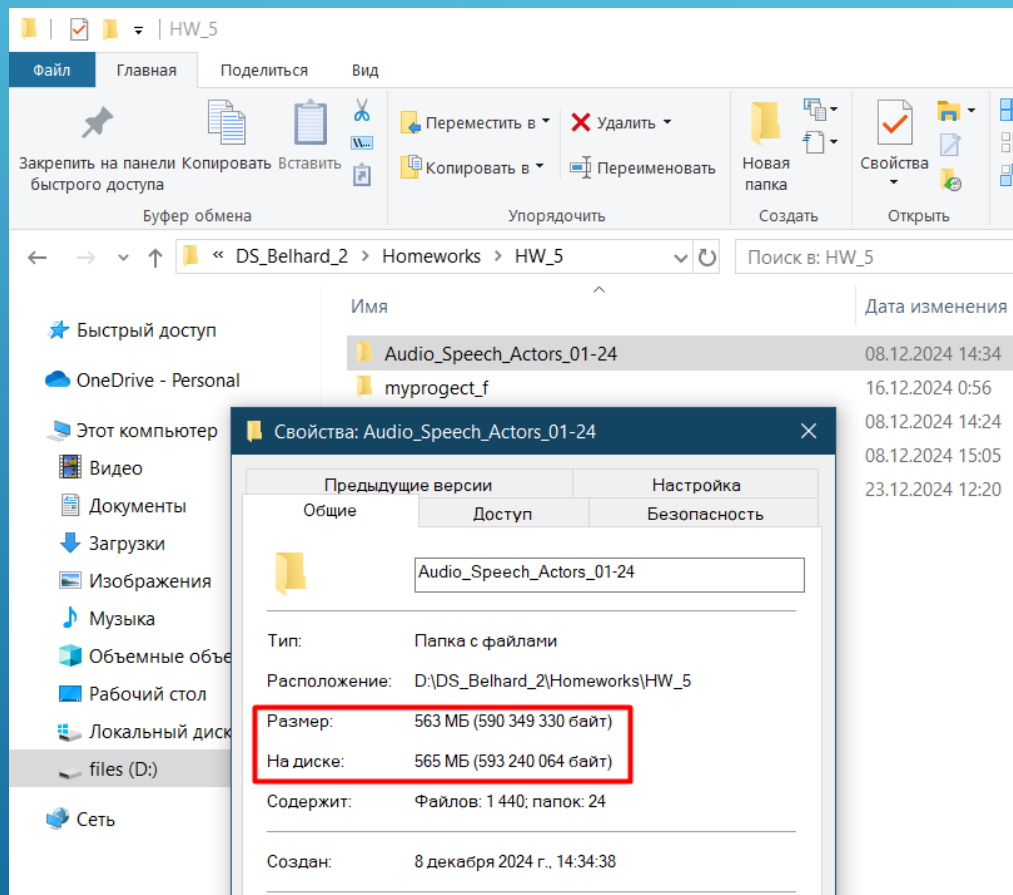 HW_5
Файл Главная Поделиться Вид
Закрепить на панели быстрого доступа
Копировать
Вставить
W...
Переместить в
Копировать в
Удалить
Переименовать
Новая папка
Свойства
Буфер обмена Упорядочить Создать Открыть
« DS_Belhard_2 > Homeworks > HW_5
Поиск в: HW_5
Имя Дата изменения
Быстрый доступ
OneDrive - Personal
Этот компьютер
Видео
Документы
Загрузки
Изображения
Музыка
Объемные объе
Рабочий стол
Локальный диск
files (D:)
Сеть
Audio_Speech_Actors_01-24 08.12.2024 14:34
myprogect_f 16.12.2024 0:56
08.12.2024 14:24
08.12.2024 15:05
23.12.2024 12:20
Свойства: Audio_Speech_Actors_01-24
Предыдущие версии Настройка
Общие Доступ Безопасность
Audio_Speech_Actors_01-24
Тип: Папка с файлами
Расположение: D:\DS_Belhard_2\Homeworks\HW_5
Размер: 563 МБ (590 349 330 байт)
На диске: 565 МБ (593 240 064 байт)
Содержит: Файлов: 1 440; папок: 24
Создан: 8 декабря 2024 г., 14:34:38